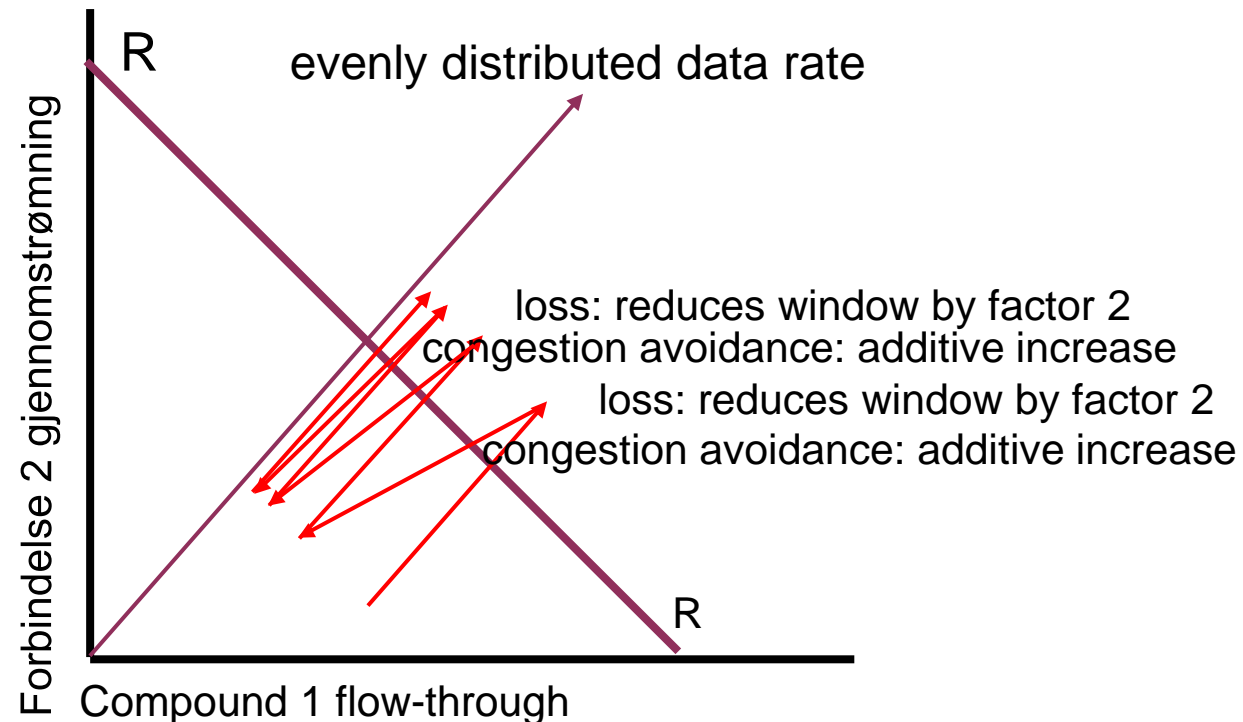 R
evenly distributed data rate
Forbindelse 2 gjennomstrømning
loss: reduces window by factor 2
congestion avoidance: additive increase
loss: reduces window by factor 2
congestion avoidance: additive increase
R
Compound 1 flow-through